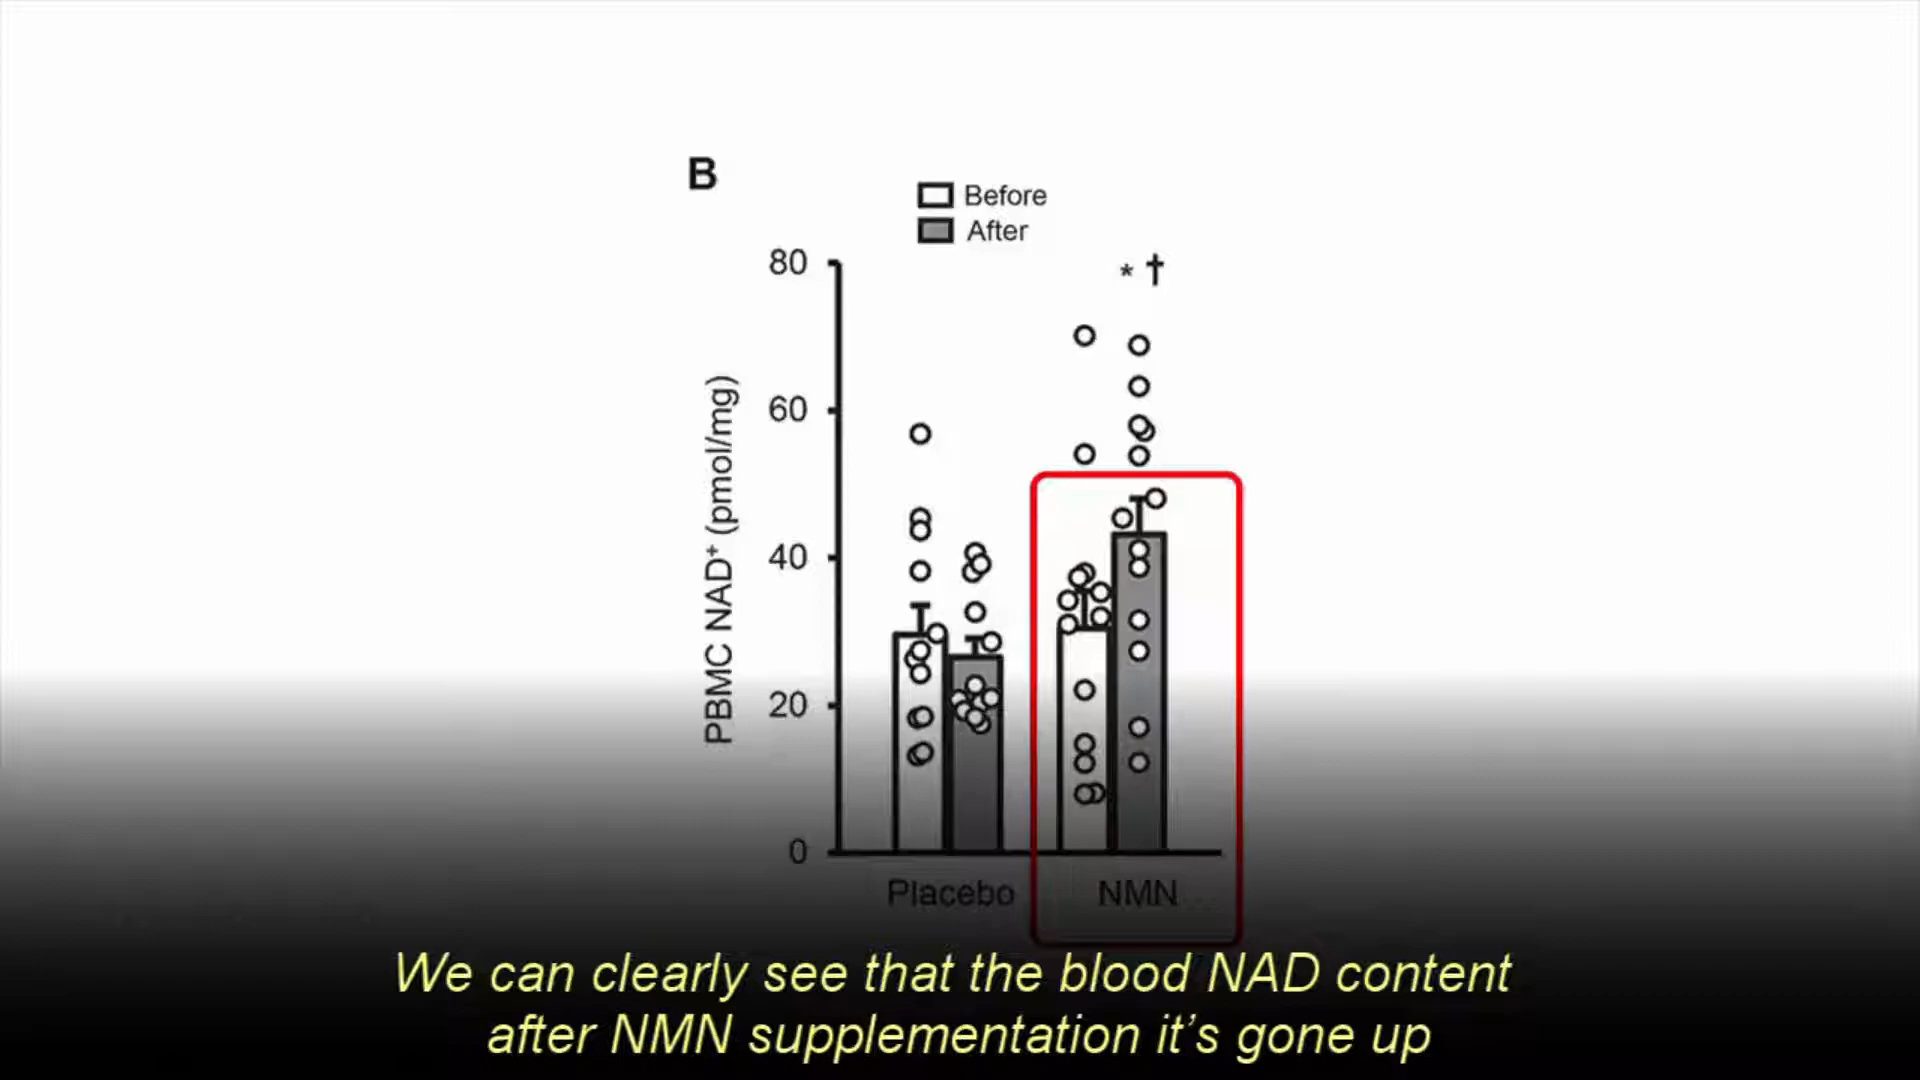 B
Before
After
* †
80
60
40
20
0
PBMC NAD⁺ (pmol/mg)
Placebo
NMN
We can clearly see that the blood NAD content
after NMN supplementation it’s gone up